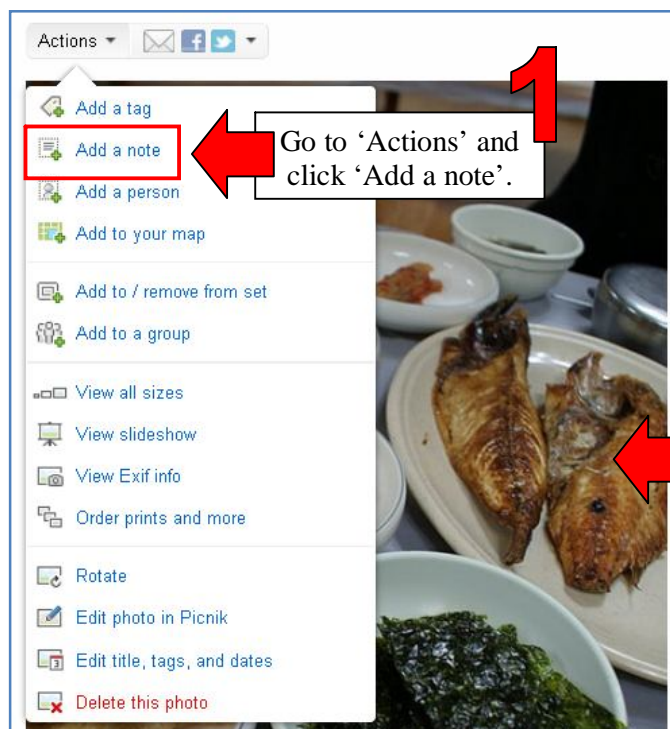 Actions
1
Add a tag
Add a note
Go to ‘Actions’ and
click ‘Add a note’.
Add a person
Add to your map
Add to / remove from set
Add to a group
View all sizes
View slideshow
View Exif info
Order prints and more
Rotate
Edit photo in Picnik
Edit title, tags, and dates
Delete this photo